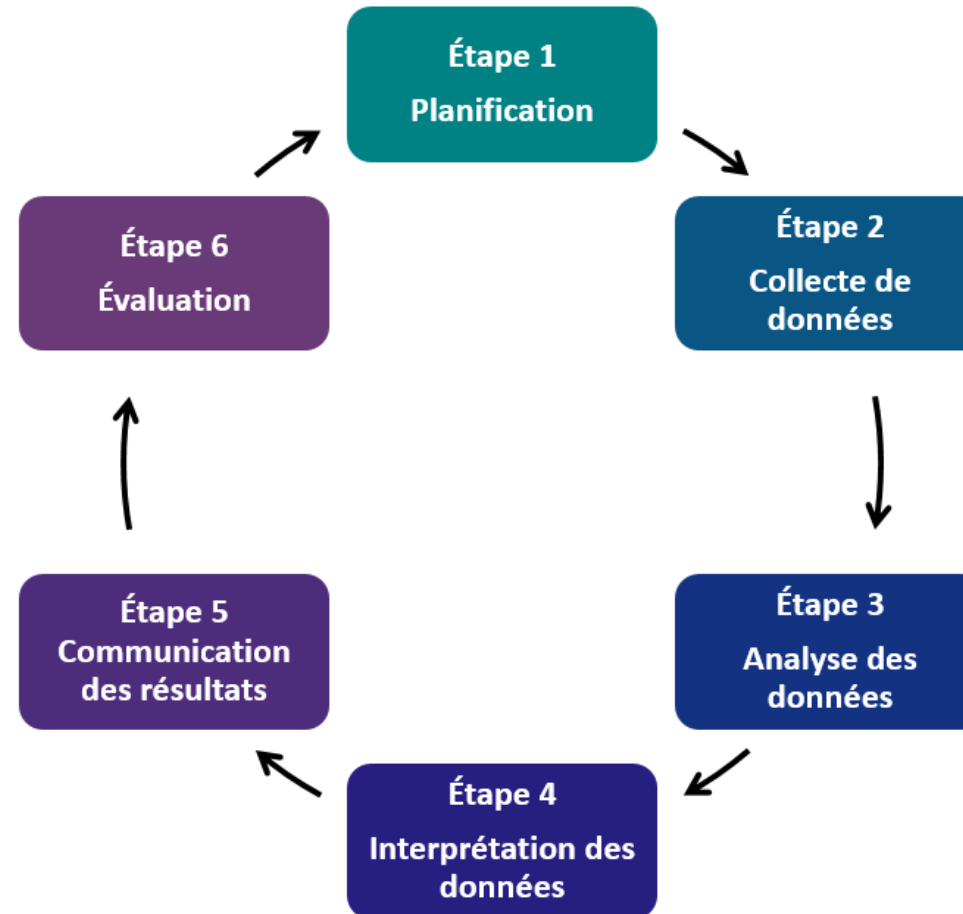 Étape 1
Planification
Étape 2
Collecte de
données
Étape 3
Analyse des
données
Étape 4
Interprétation des
données
Étape 5
Communication
des résultats
Étape 6
Évaluation